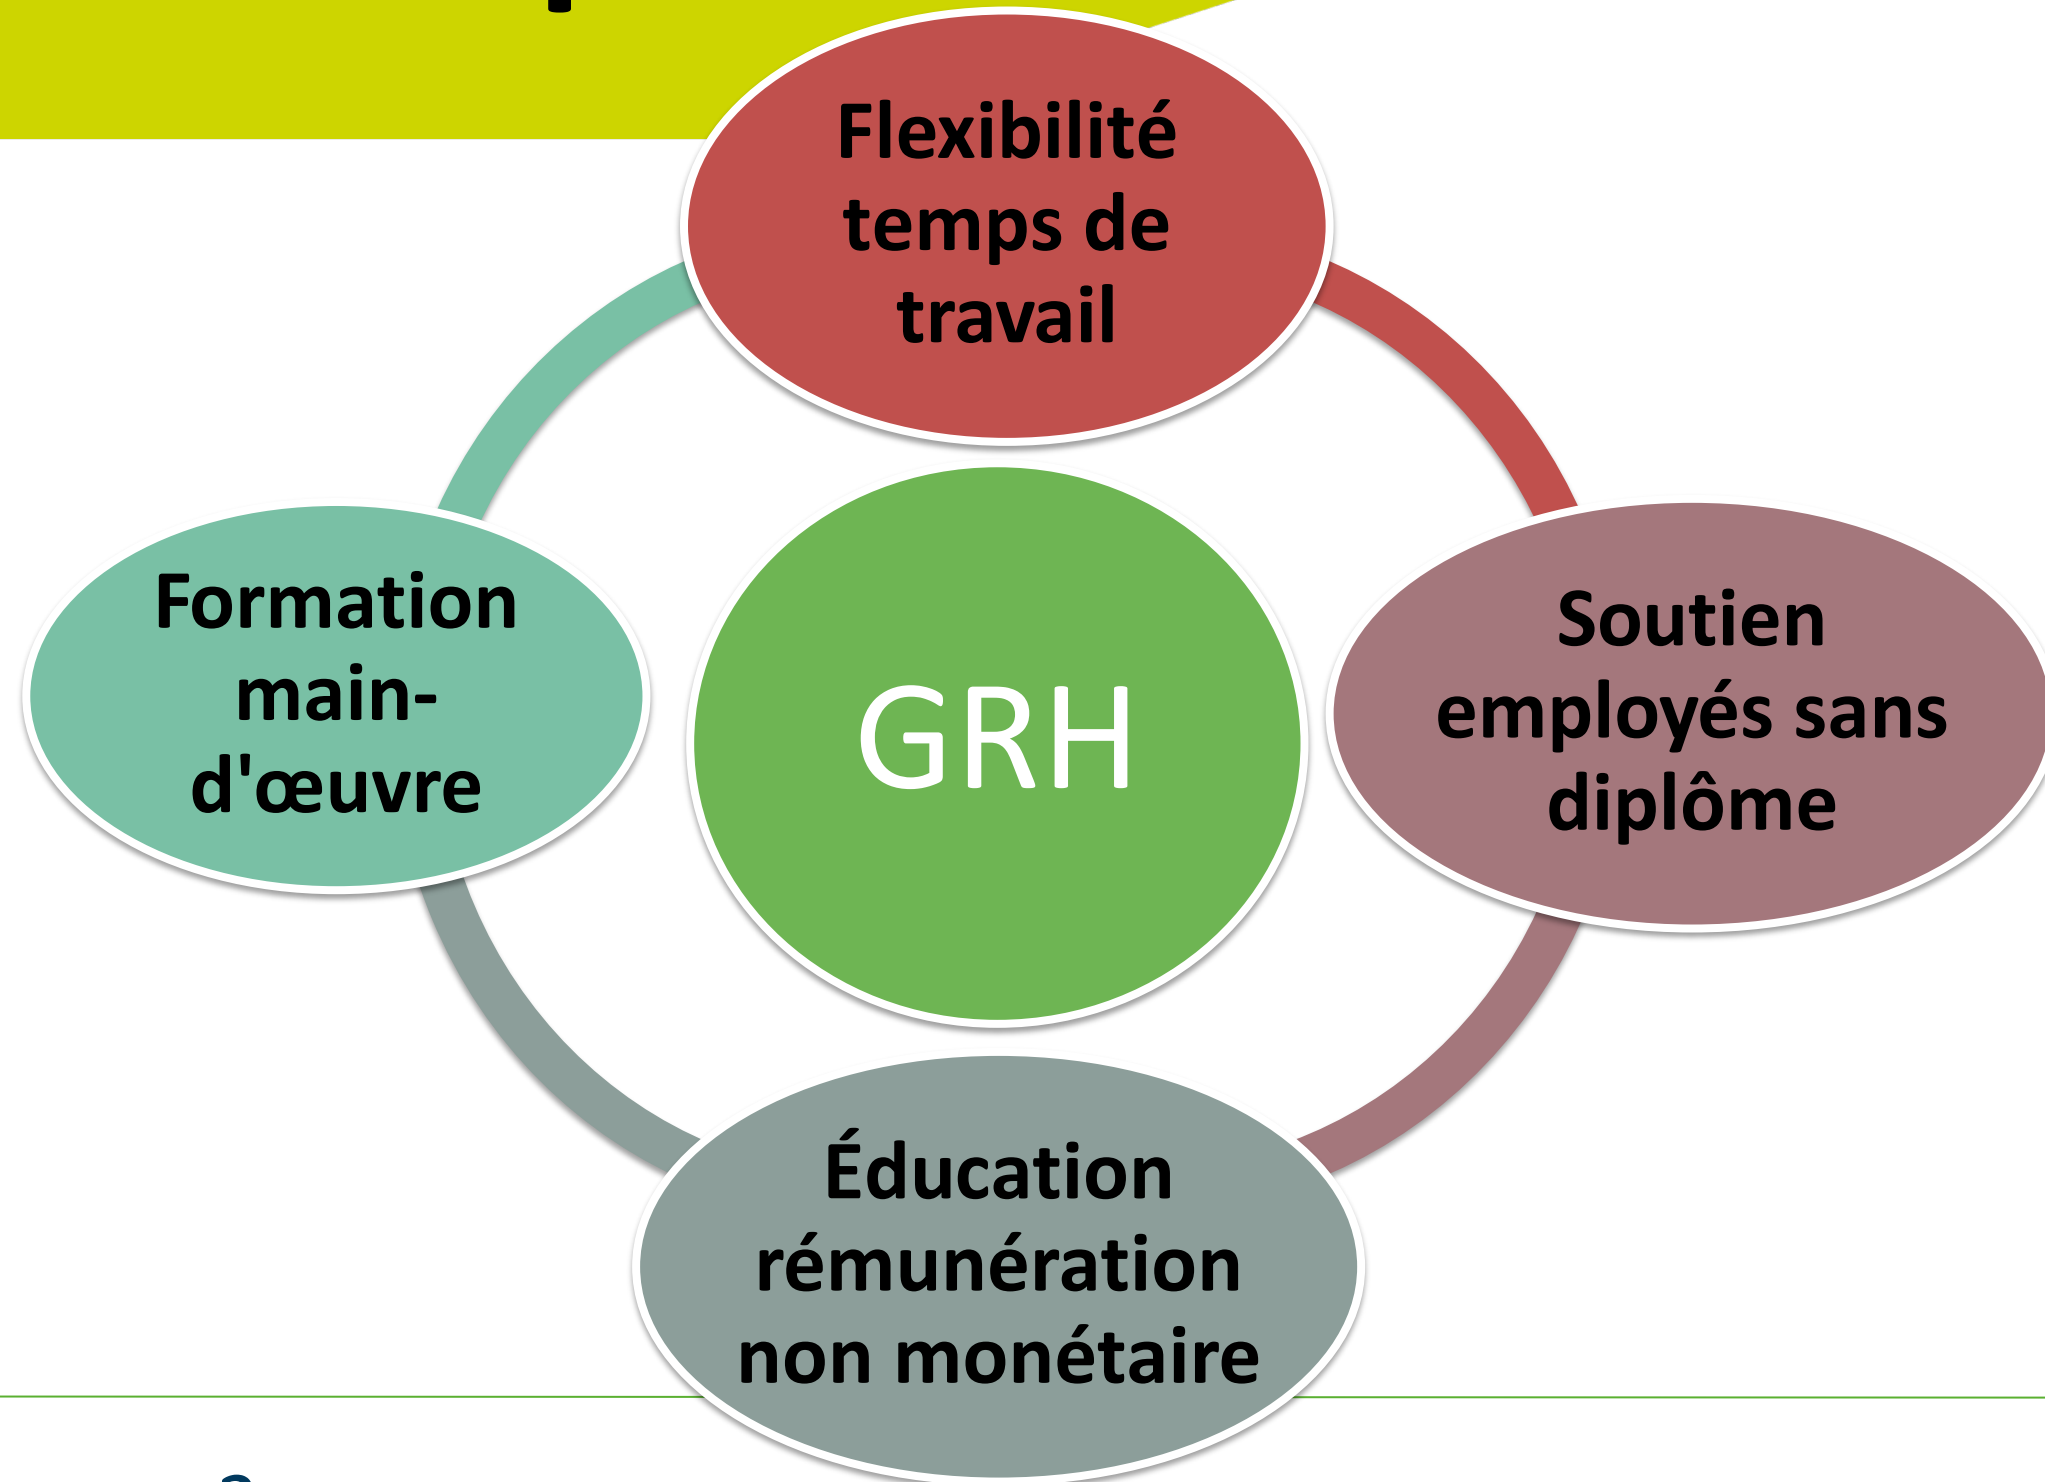 Flexibilité
temps de
travail
Formation
main-
d'œuvre
GRH
Soutien
employés sans
diplôme
Éducation
rémunération
non monétaire